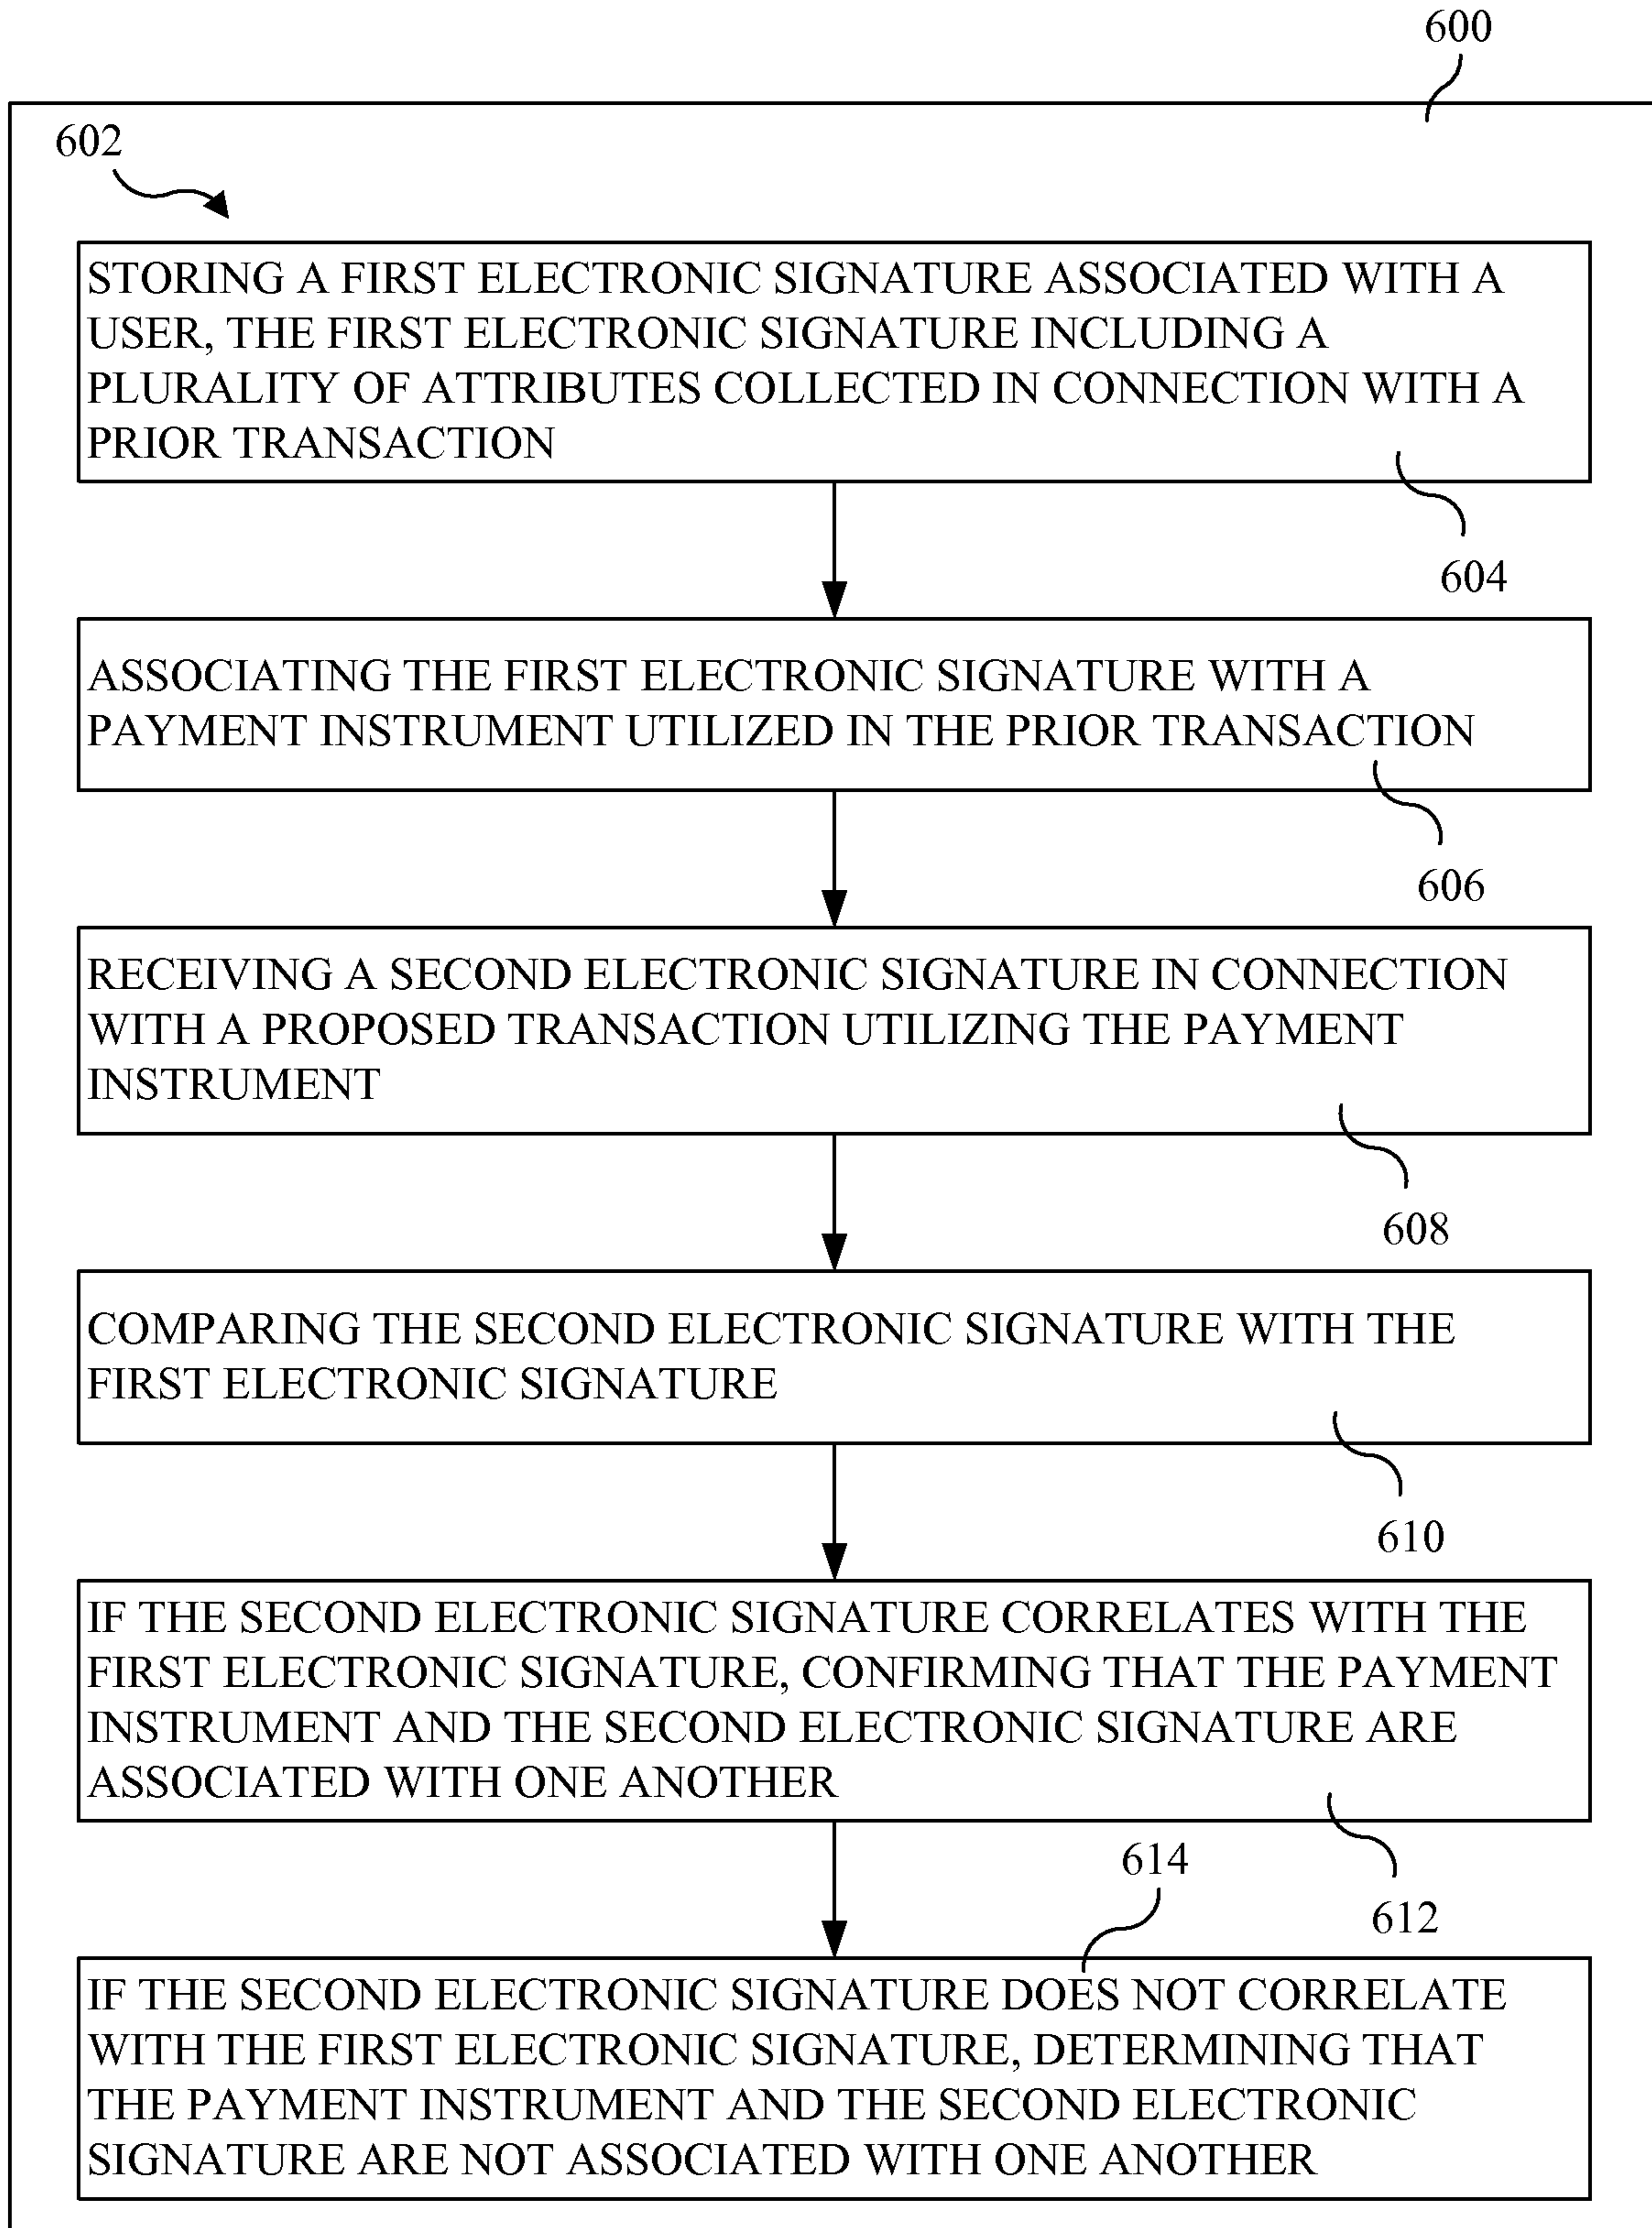 600
602
STORING A FIRST ELECTRONIC SIGNATURE ASSOCIATED WITH A
USER, THE FIRST ELECTRONIC SIGNATURE INCLUDING A
PLURALITY OF ATTRIBUTES COLLECTED IN CONNECTION WITH A
PRIOR TRANSACTION
604
ASSOCIATING THE FIRST ELECTRONIC SIGNATURE WITH A
PAYMENT INSTRUMENT UTILIZED IN THE PRIOR TRANSACTION
606
RECEIVING A SECOND ELECTRONIC SIGNATURE IN CONNECTION
WITH A PROPOSED TRANSACTION UTILIZING THE PAYMENT
INSTRUMENT
608
COMPARING THE SECOND ELECTRONIC SIGNATURE WITH THE
FIRST ELECTRONIC SIGNATURE
610
IF THE SECOND ELECTRONIC SIGNATURE CORRELATES WITH THE
FIRST ELECTRONIC SIGNATURE, CONFIRMING THAT THE PAYMENT
INSTRUMENT AND THE SECOND ELECTRONIC SIGNATURE ARE
ASSOCIATED WITH ONE ANOTHER
612
614
IF THE SECOND ELECTRONIC SIGNATURE DOES NOT CORRELATE
WITH THE FIRST ELECTRONIC SIGNATURE, DETERMINING THAT
THE PAYMENT INSTRUMENT AND THE SECOND ELECTRONIC
SIGNATURE ARE NOT ASSOCIATED WITH ONE ANOTHER